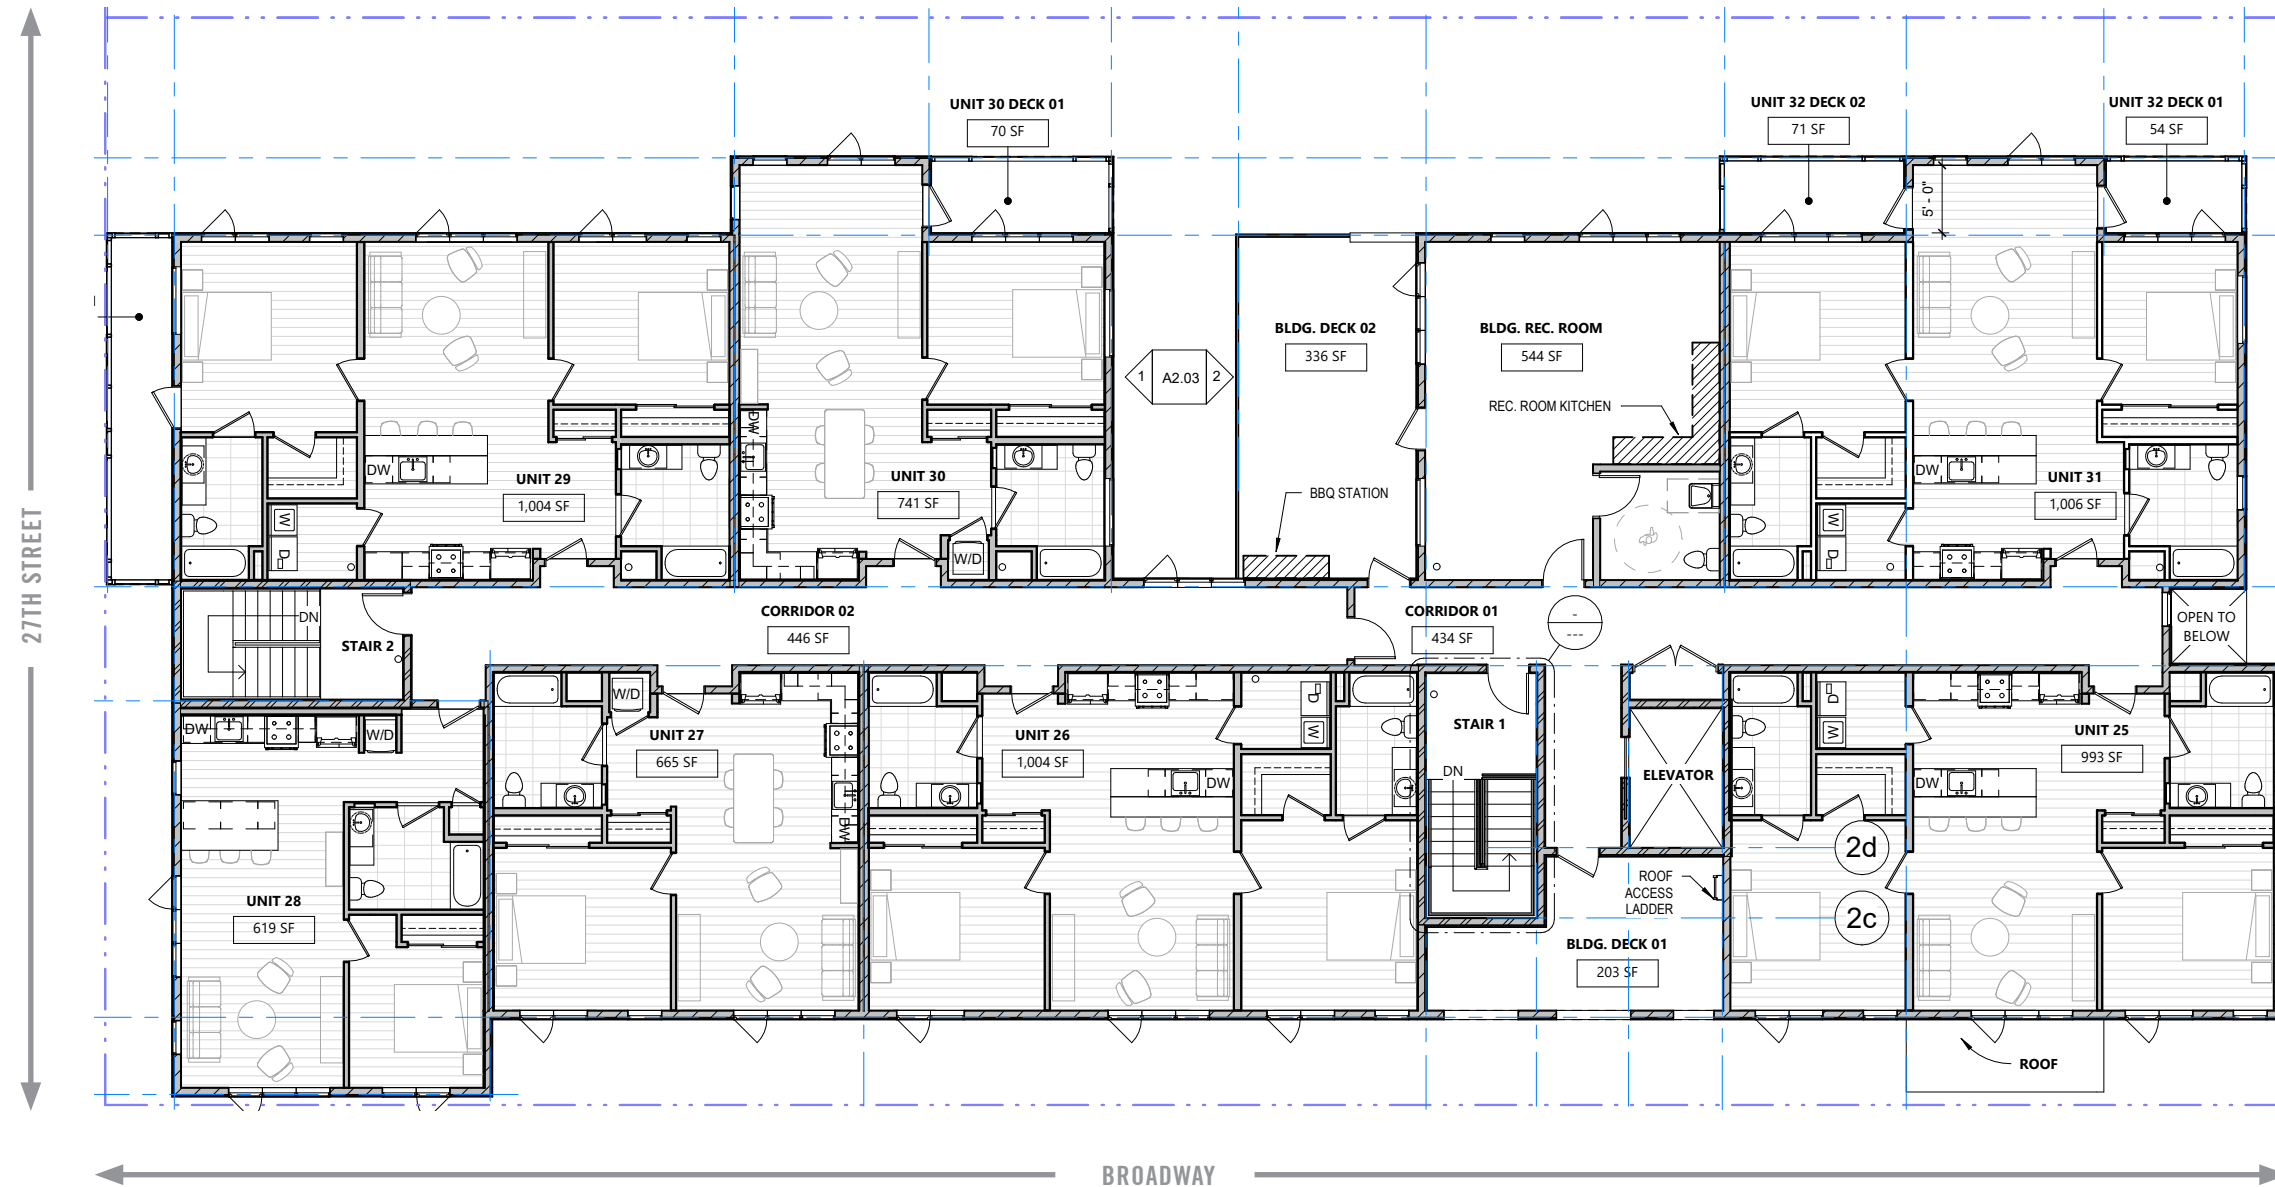 UNIT 30 DECK 01
70 SF
UNIT 32 DECK 02
71 SF
UNIT 32 DECK 01
54 SF
5' - 0"
BLDG. DECK 02
336 SF
BLDG. REC. ROOM
544 SF
1
A2.03
2
REC. ROOM KITCHEN
DW
UNIT 29
1,004 SF
DW
UNIT 30
741 SF
BBQ STATION
DW
UNIT 31
1,006 SF
W
D
W/D
W
D
27TH STREET
DN
STAIR 2
CORRIDOR 02
446 SF
CORRIDOR 01
434 SF
-
---
OPEN TO
BELOW
DW
W/D
W/D
UNIT 27
665 SF
DW
UNIT 26
1,004 SF
D
W
DW
STAIR 1
DN
ELEVATOR
D
W
DW
UNIT 25
993 SF
2d
2c
ROOF
ACCESS
LADDER
UNIT 28
619 SF
BLDG. DECK 01
203 SF
ROOF
BROADWAY